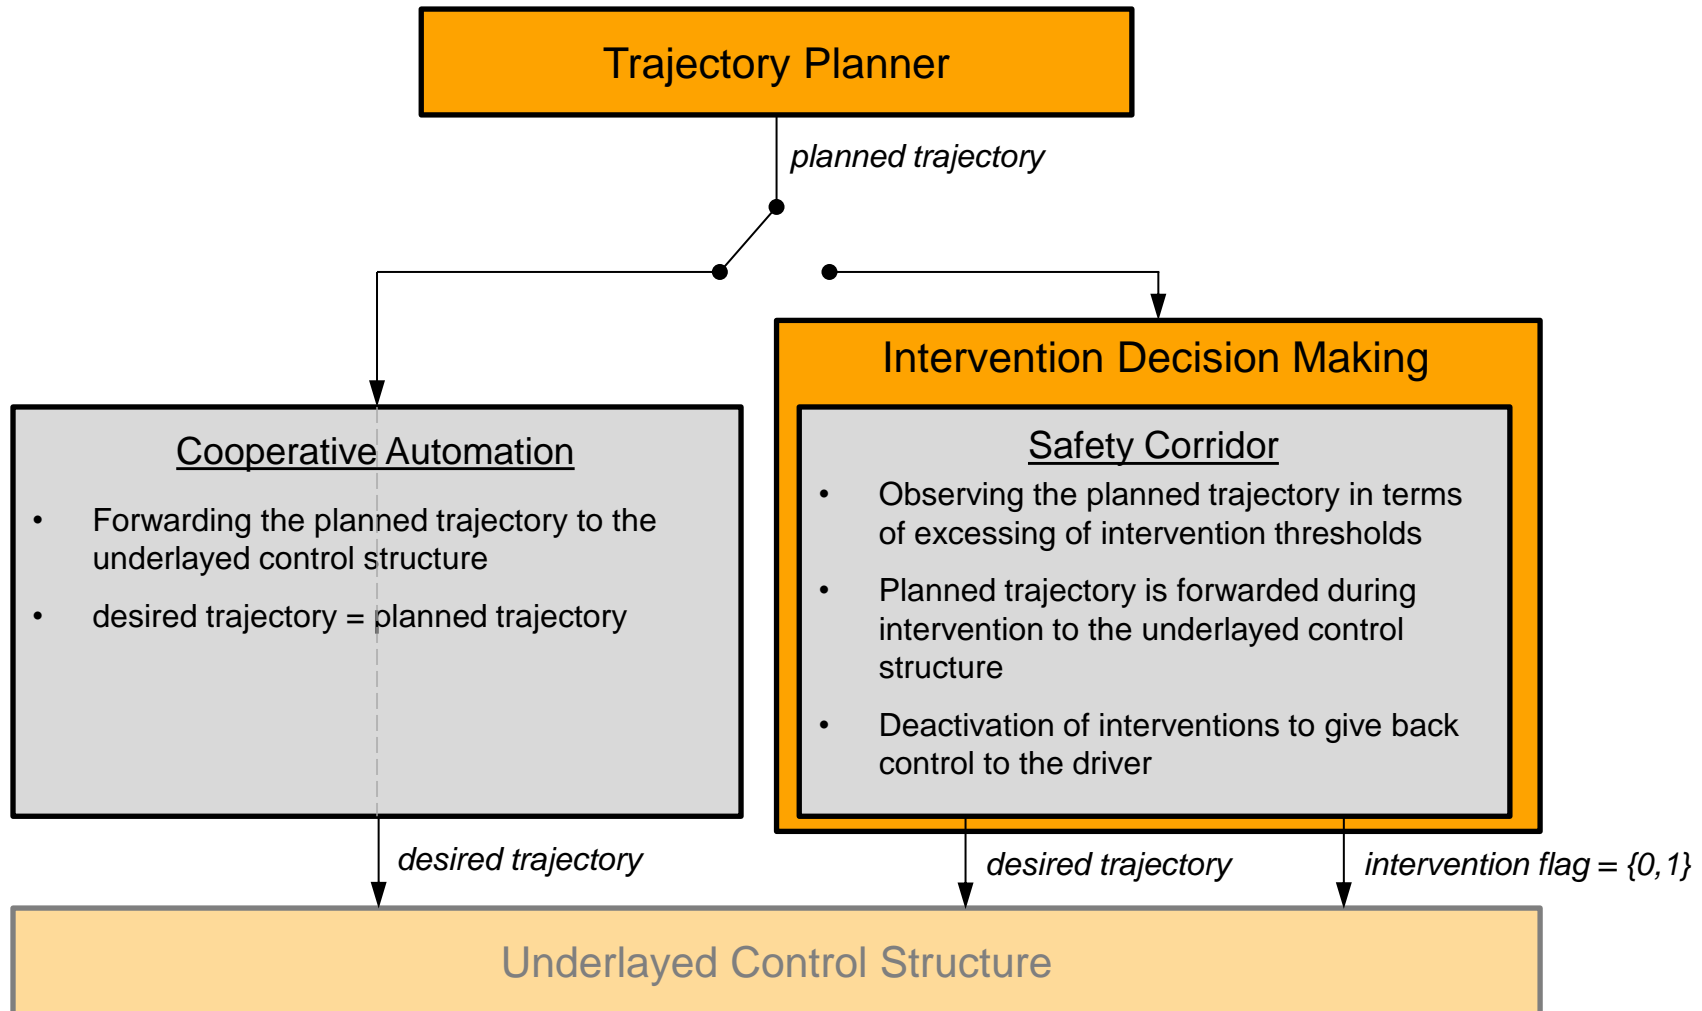 Trajectory Planner
planned trajectory
Intervention Decision Making
Cooperative Automation
• Forwarding the planned trajectory to the
underlayed control structure
• desired trajectory = planned trajectory
Safety Corridor
• Observing the planned trajectory in terms
of excessing of intervention thresholds
• Planned trajectory is forwarded during
intervention to the underlayed control
structure
• Deactivation of interventions to give back
control to the driver
desired trajectory
desired trajectory
intervention flag = {0,1}
Underlayed Control Structure